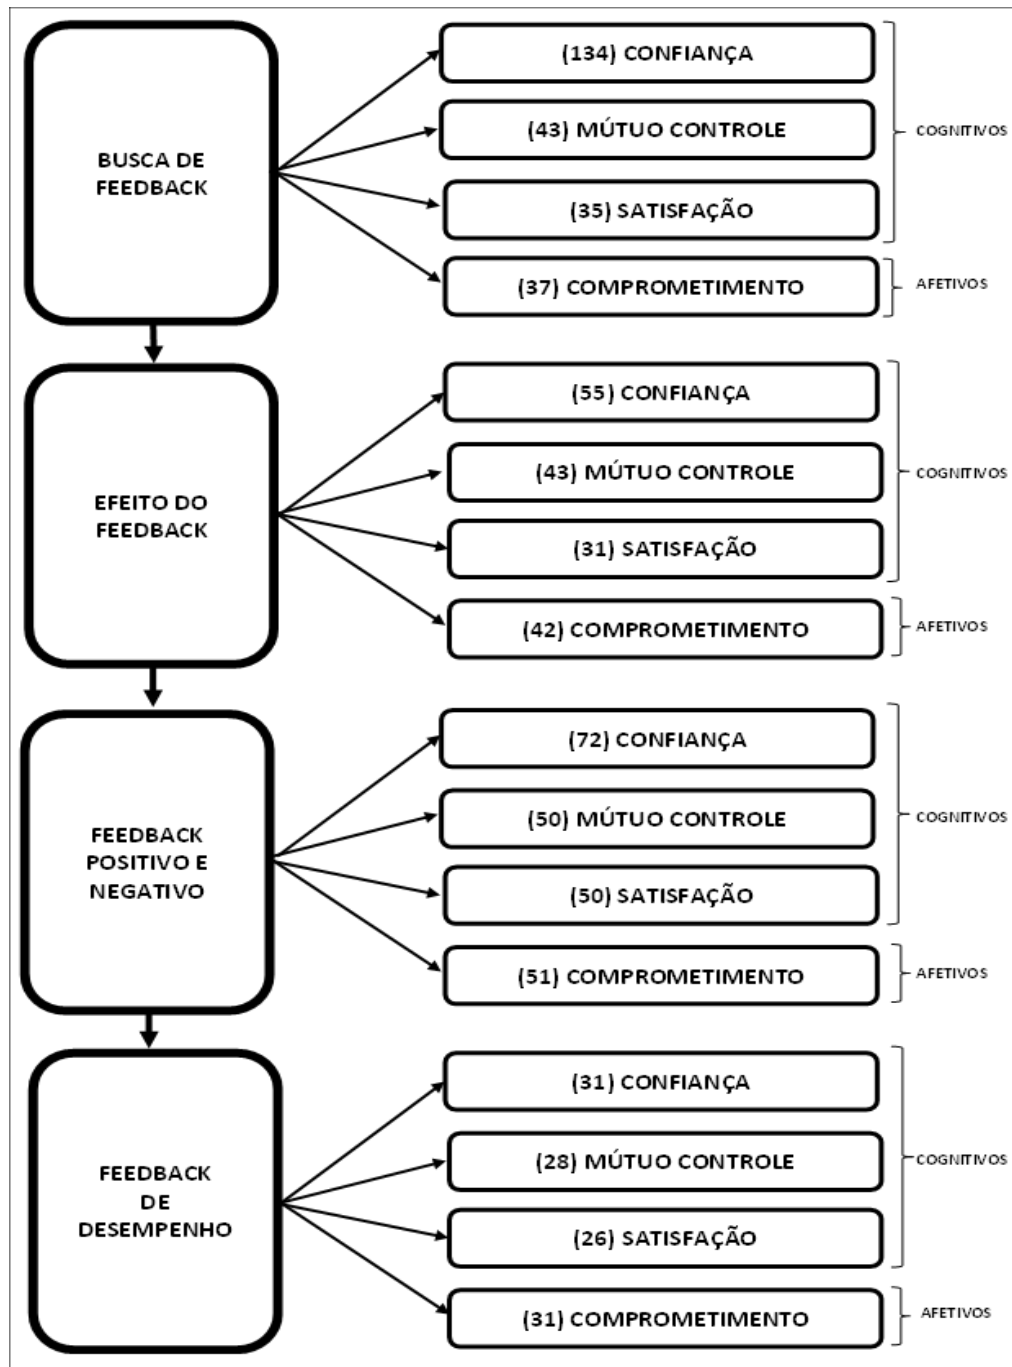 BUSCA DE
FEEDBACK
(134) CONFIANÇA
(43) MÚTUO CONTROLE
(35) SATISFAÇÃO
(37) COMPROMETIMENTO
COGNITIVOS
AFETIVOS
EFEITO DO
FEEDBACK
(55) CONFIANÇA
(43) MÚTUO CONTROLE
(31) SATISFAÇÃO
(42) COMPROMETIMENTO
COGNITIVOS
AFETIVOS
FEEDBACK
POSITIVO E
NEGATIVO
(72) CONFIANÇA
(50) MÚTUO CONTROLE
(50) SATISFAÇÃO
(51) COMPROMETIMENTO
COGNITIVOS
AFETIVOS
FEEDBACK
DE
DESEMPENHO
(31) CONFIANÇA
(28) MÚTUO CONTROLE
(26) SATISFAÇÃO
(31) COMPROMETIMENTO
COGNITIVOS
AFETIVOS